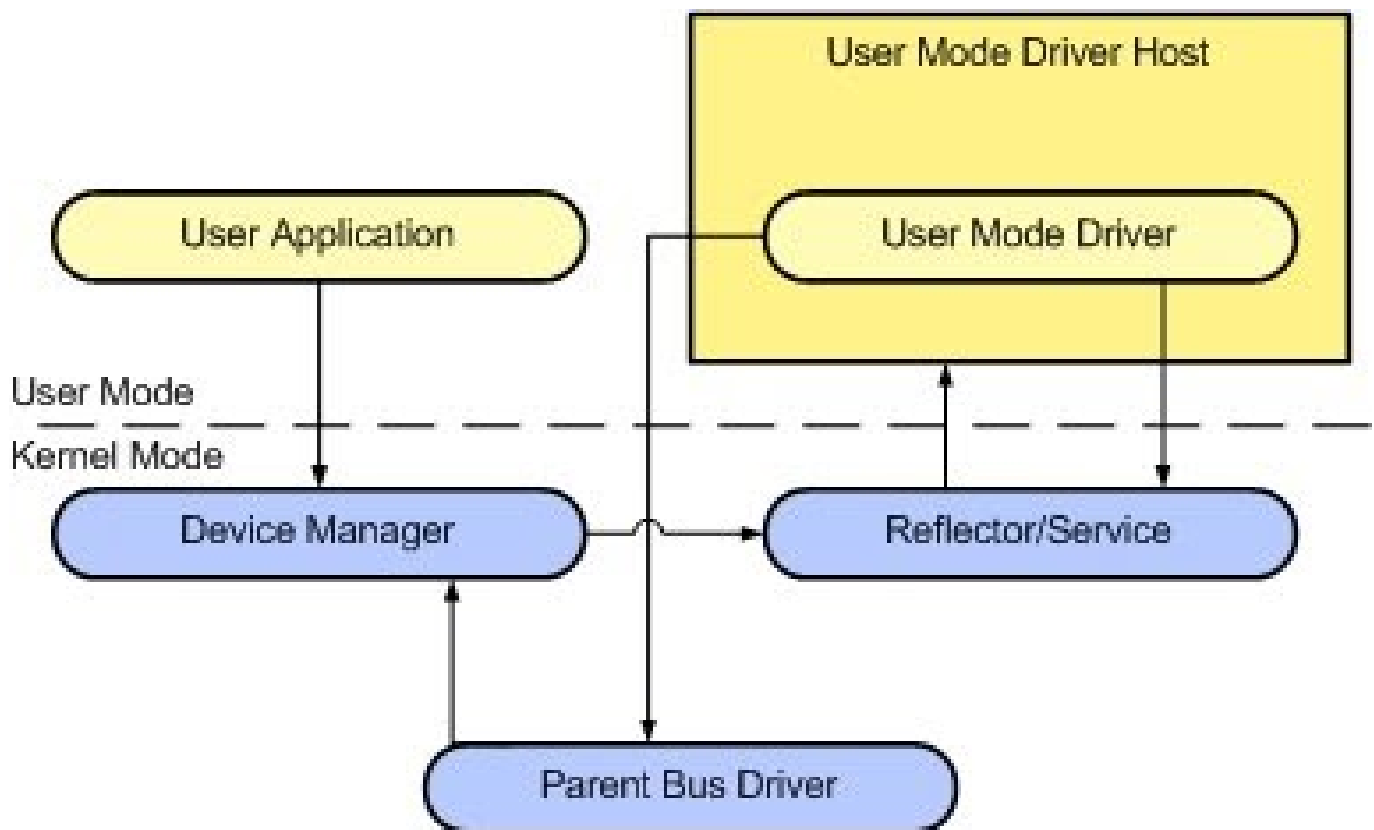 User Mode Driver Host
User Application
User Mode Driver
User Mode
Kernel Mode
Device Manager
Reflector/Service
Parent Bus Driver